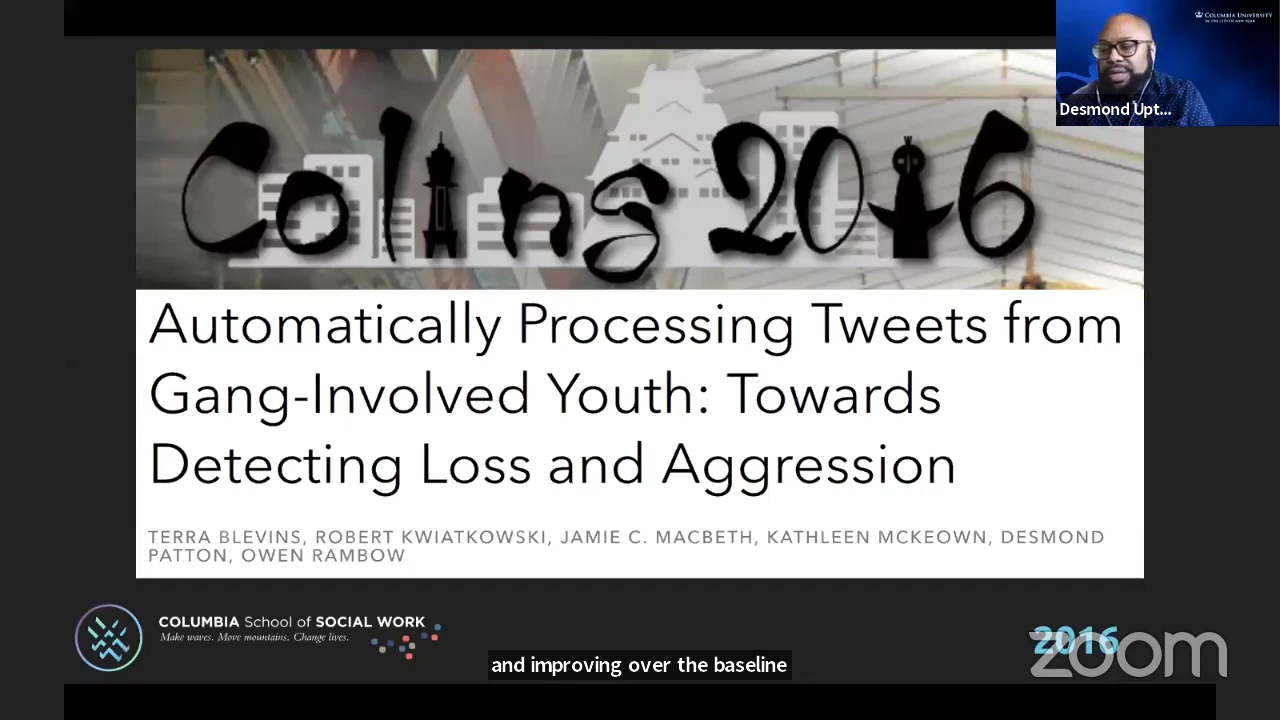 COLUMBIA UNIVERSITY
IN THE CITY OF NEW YORK
Desmond Upt...
Coling 2016
Automatically Processing Tweets from
Gang-Involved Youth: Towards
Detecting Loss and Aggression
TERRA BLEVINS, ROBERT KWIATKOWSKI, JAMIE C. MACBETH, KATHLEEN MCKEOWN, DESMOND
PATTON, OWEN RAMBOW
COLUMBIA School of SOCIAL WORK
Make waves. Move mountains. Change lives.
2016
zoom
and improving over the baseline